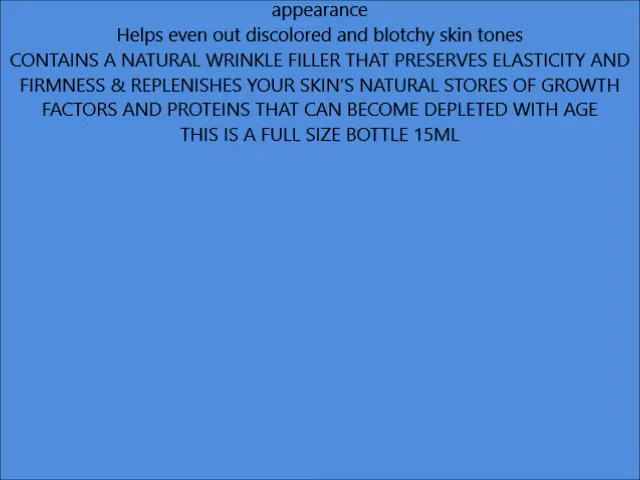 appearance
Helps even out discolored and blotchy skin tones
CONTAINS A NATURAL WRINKLE FILLER THAT PRESERVES ELASTICITY AND
FIRMNESS & REPLENISHES YOUR SKIN’S NATURAL STORES OF GROWTH
FACTORS AND PROTEINS THAT CAN BECOME DEPLETED WITH AGE
THIS IS A FULL SIZE BOTTLE 15ML